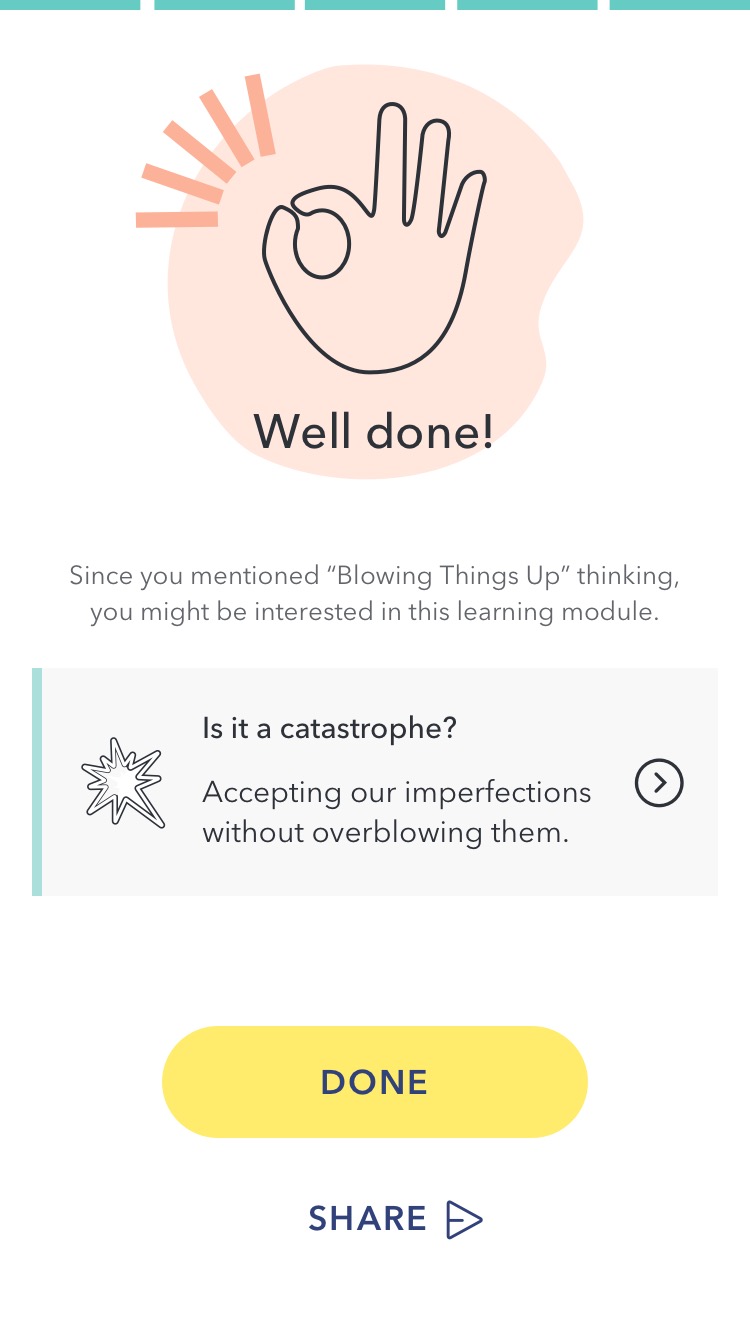 Well done!
Since you mentioned “Blowing Things Up” thinking,
you might be interested in this learning module.
Is it a catastrophe?
Accepting our imperfections
without overblowing them.
DONE
SHARE